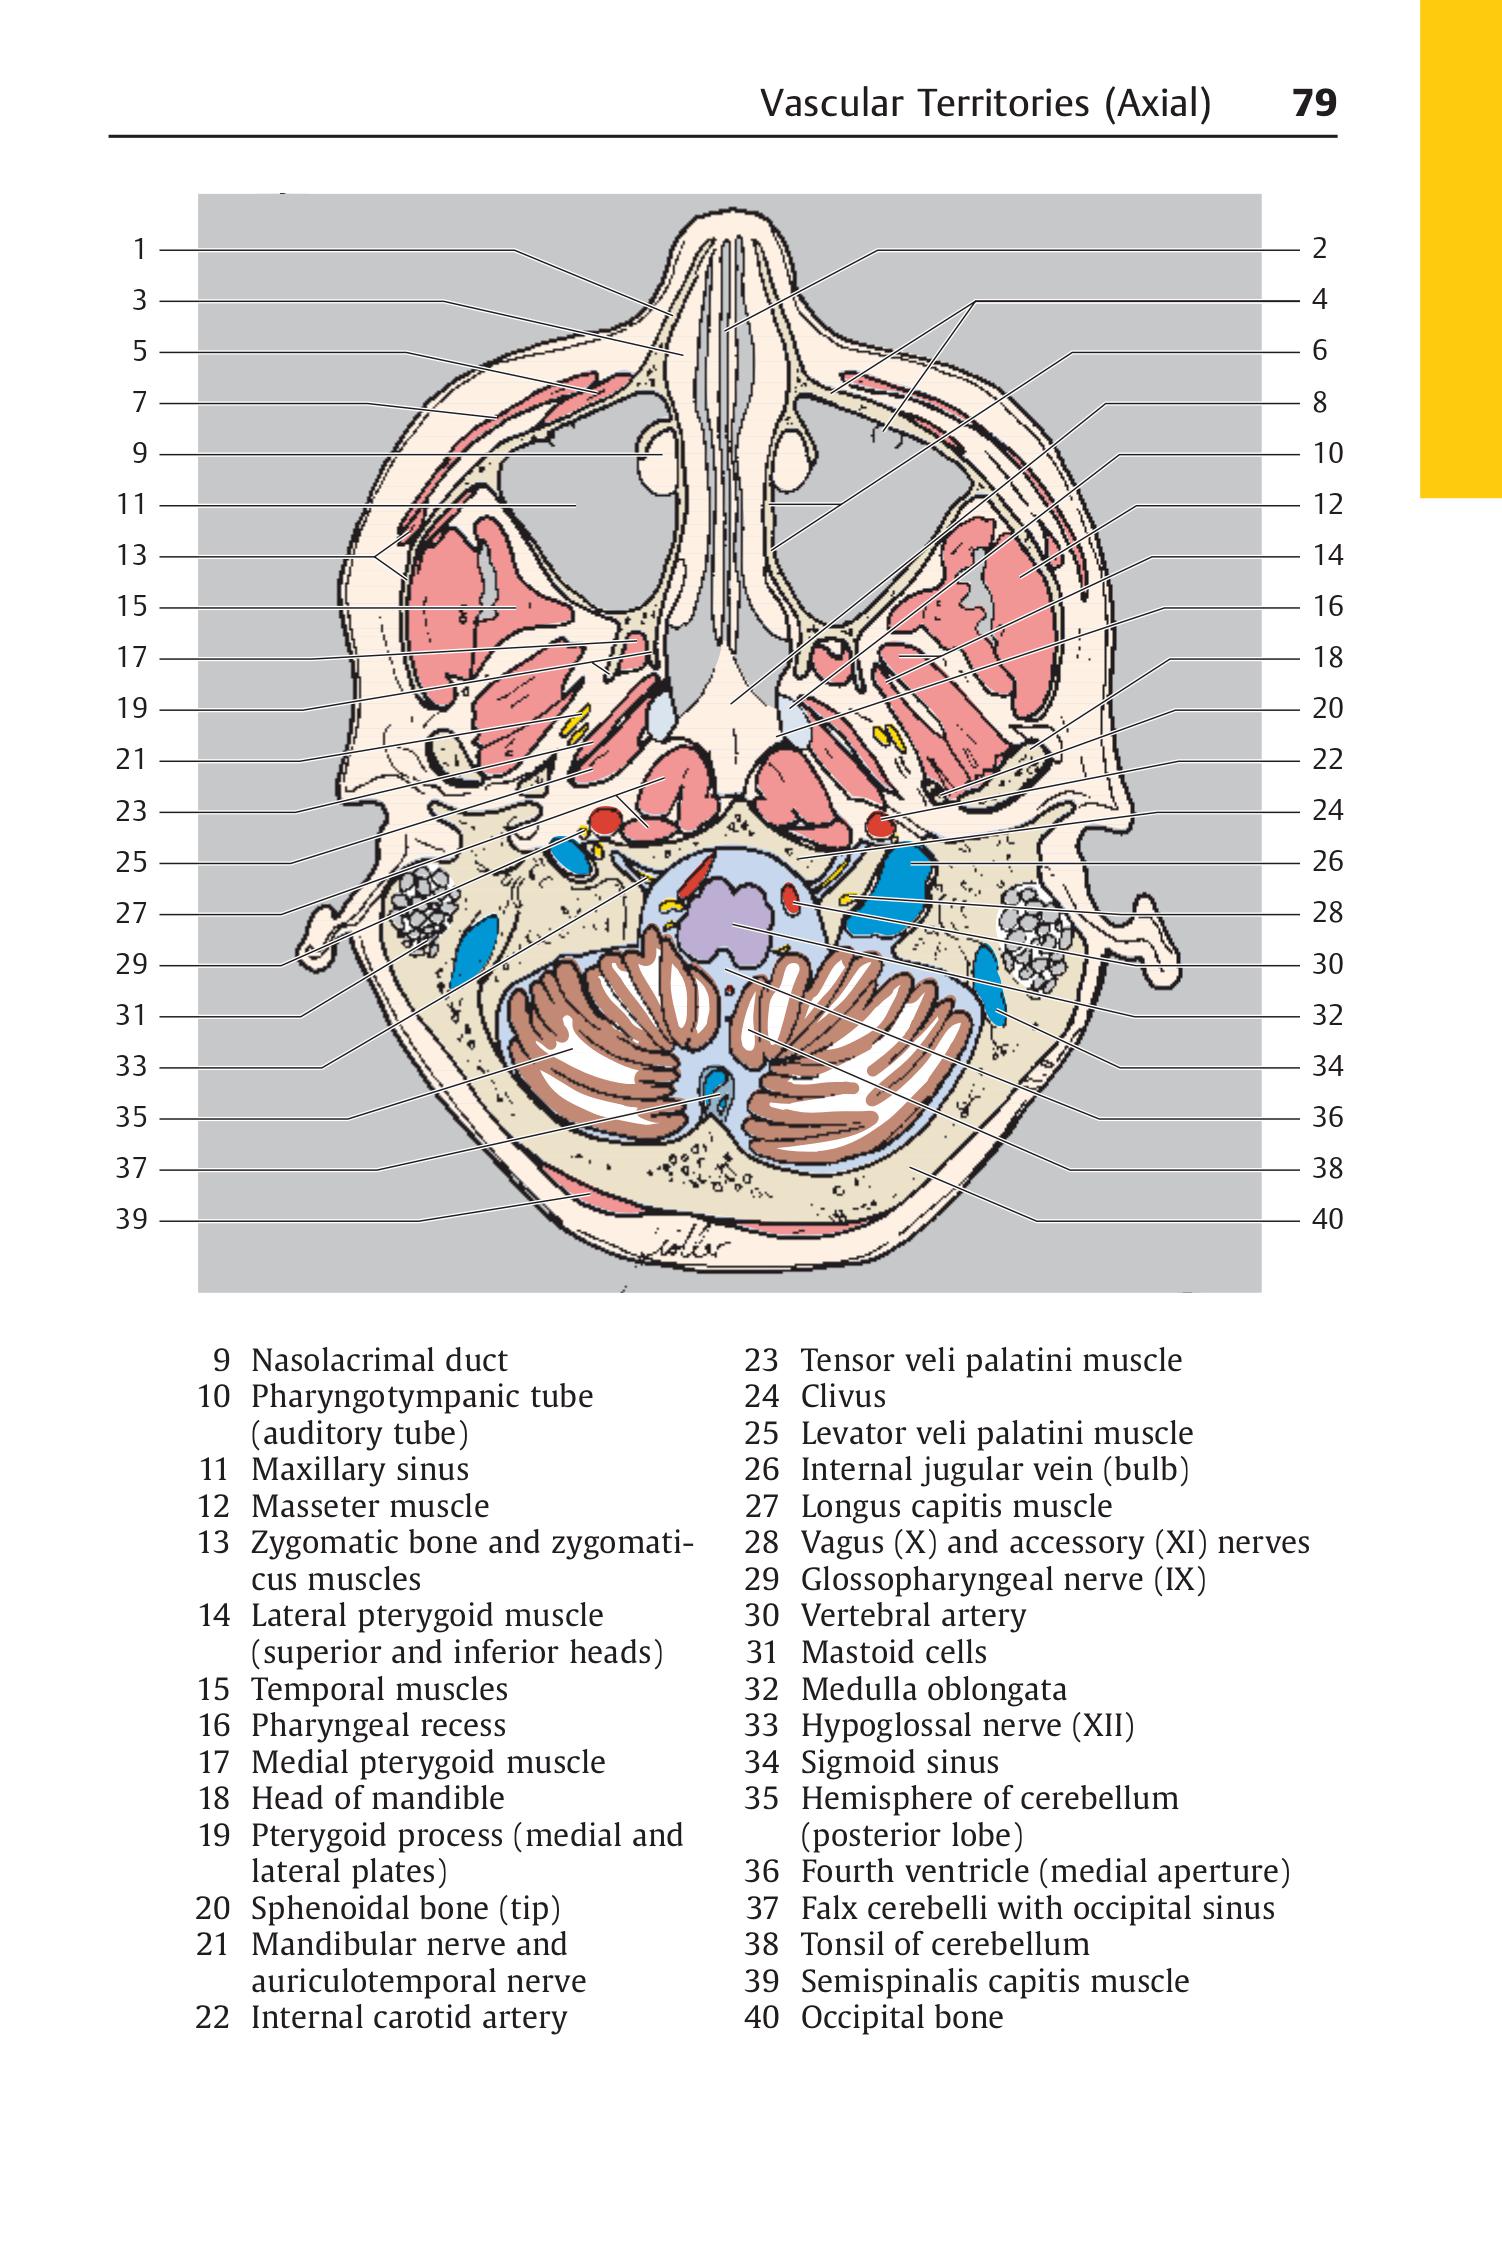 Vascular Territories (Axial) 79
1
3
5
7
9
11
13
15
17
19
21
23
25
27
29
31
33
35
37
39
2
4
6
8
10
12
14
16
18
20
22
24
26
28
30
32
34
36
38
40
9 Nasolacrimal duct
10 Pharyngotympanic tube
(auditory tube)
11 Maxillary sinus
12 Masseter muscle
13 Zygomatic bone and zygomati-
cus muscles
14 Lateral pterygoid muscle
(superior and inferior heads)
15 Temporal muscles
16 Pharyngeal recess
17 Medial pterygoid muscle
18 Head of mandible
19 Pterygoid process (medial and
lateral plates)
20 Sphenoidal bone (tip)
21 Mandibular nerve and
auriculotemporal nerve
22 Internal carotid artery
23 Tensor veli palatini muscle
24 Clivus
25 Levator veli palatini muscle
26 Internal jugular vein (bulb)
27 Longus capitis muscle
28 Vagus (X) and accessory (XI) nerves
29 Glossopharyngeal nerve (IX)
30 Vertebral artery
31 Mastoid cells
32 Medulla oblongata
33 Hypoglossal nerve (XII)
34 Sigmoid sinus
35 Hemisphere of cerebellum
(posterior lobe)
36 Fourth ventricle (medial aperture)
37 Falx cerebelli with occipital sinus
38 Tonsil of cerebellum
39 Semispinalis capitis muscle
40 Occipital bone